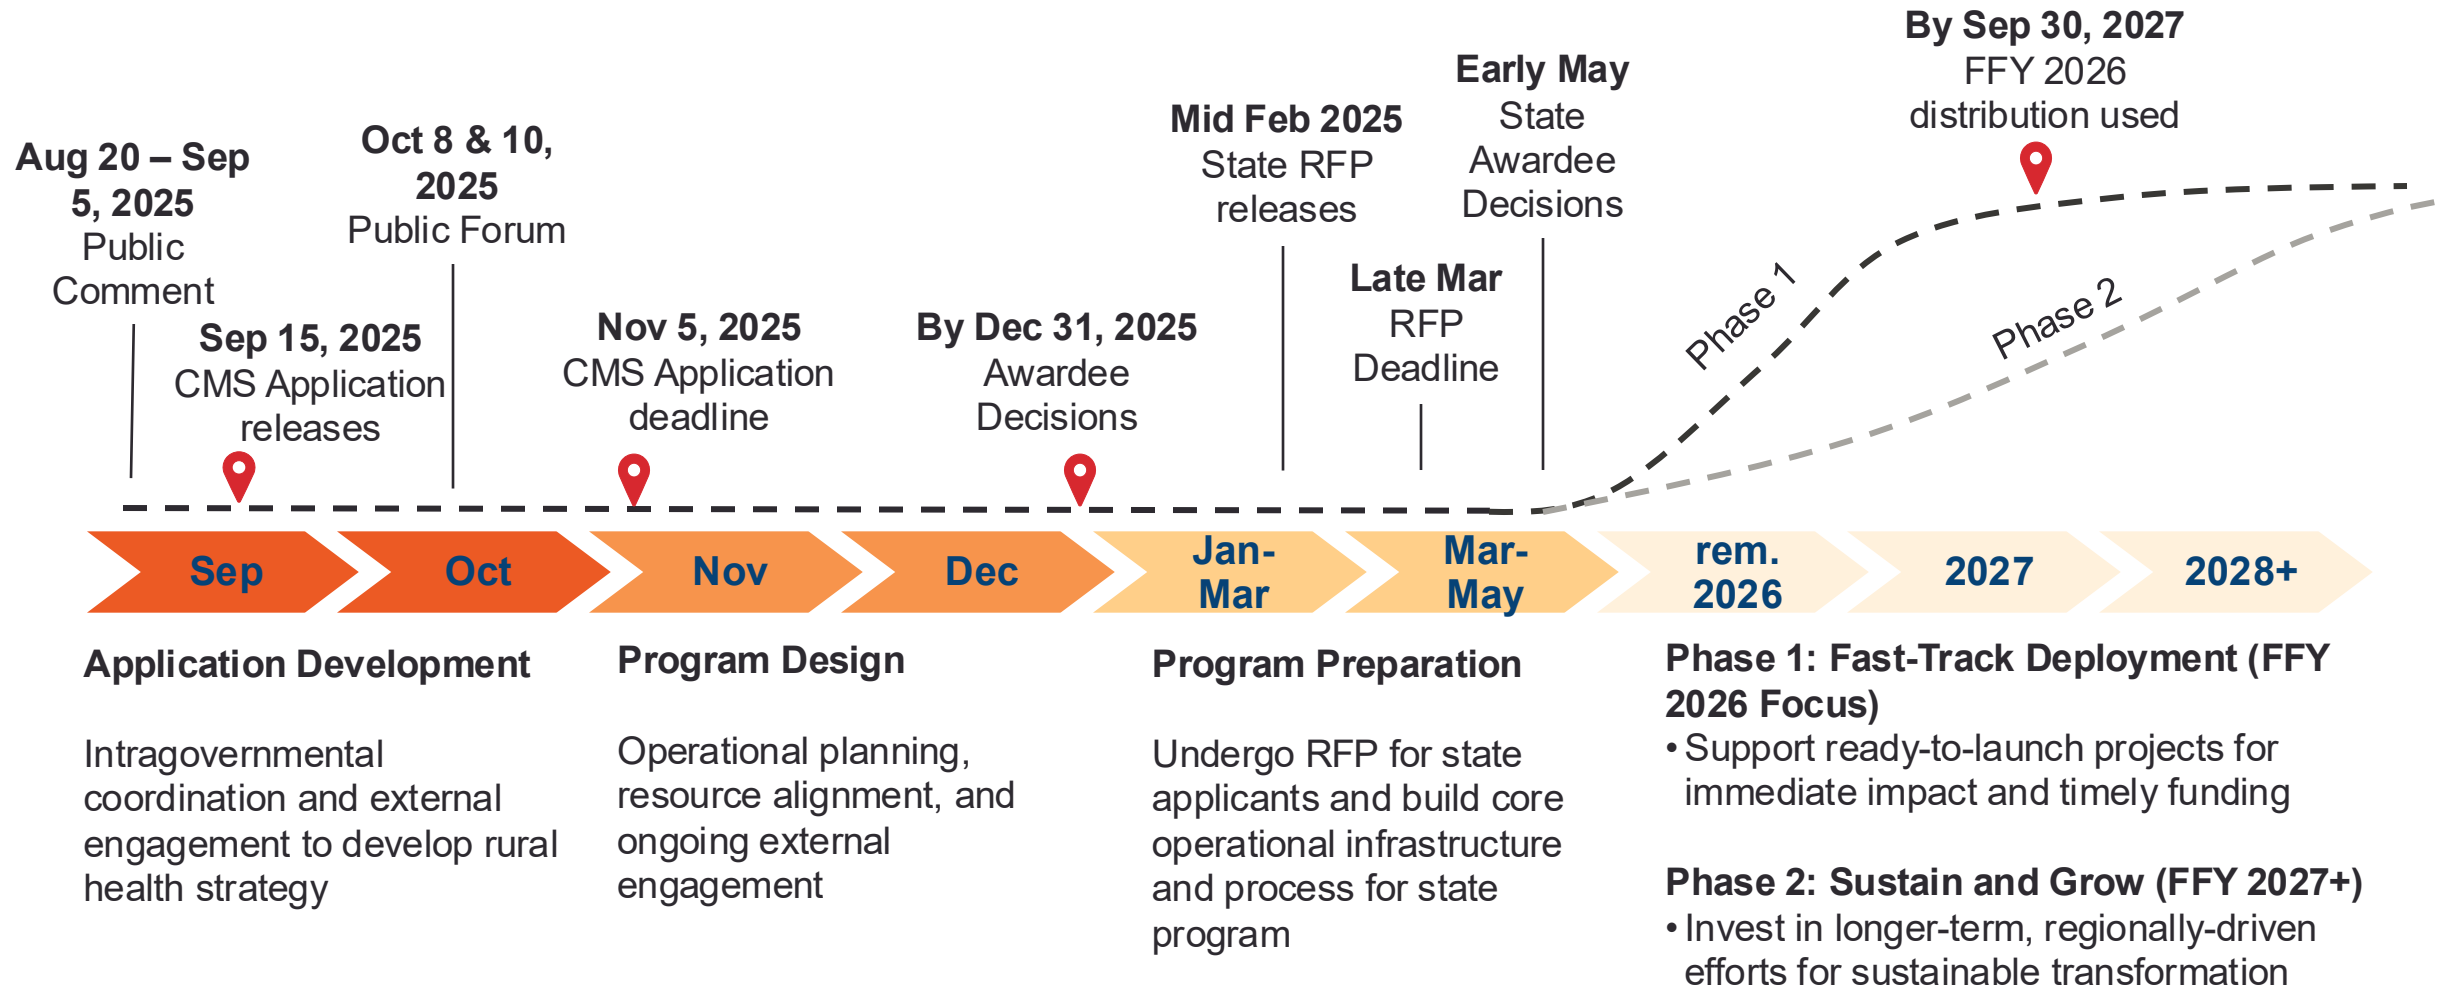 Aug 20 – Sep
5, 2025
Public
Comment
Sep 15, 2025
CMS Application
releases
Oct 8 & 10,
2025
Public Forum
Nov 5, 2025
CMS Application
deadline
By Dec 31, 2025
Awardee
Decisions
Mid Feb 2025
State RFP
releases
Late Mar
RFP
Deadline
Early May
State
Awardee
Decisions
By Sep 30, 2027
FFY 2026
distribution used
Phase 1
Phase 2
Sep
Oct
Nov
Dec
Jan-
Mar
Mar-
May
rem.
2026
2027
2028+
Application Development
Intragovernmental
coordination and external
engagement to develop rural
health strategy
Program Design
Operational planning,
resource alignment, and
ongoing external
engagement
Program Preparation
Undergo RFP for state
applicants and build core
operational infrastructure
and process for state
program
Phase 1: Fast-Track Deployment (FFY
2026 Focus)
• Support ready-to-launch projects for
immediate impact and timely funding
Phase 2: Sustain and Grow (FFY 2027+)
• Invest in longer-term, regionally-driven
efforts for sustainable transformation